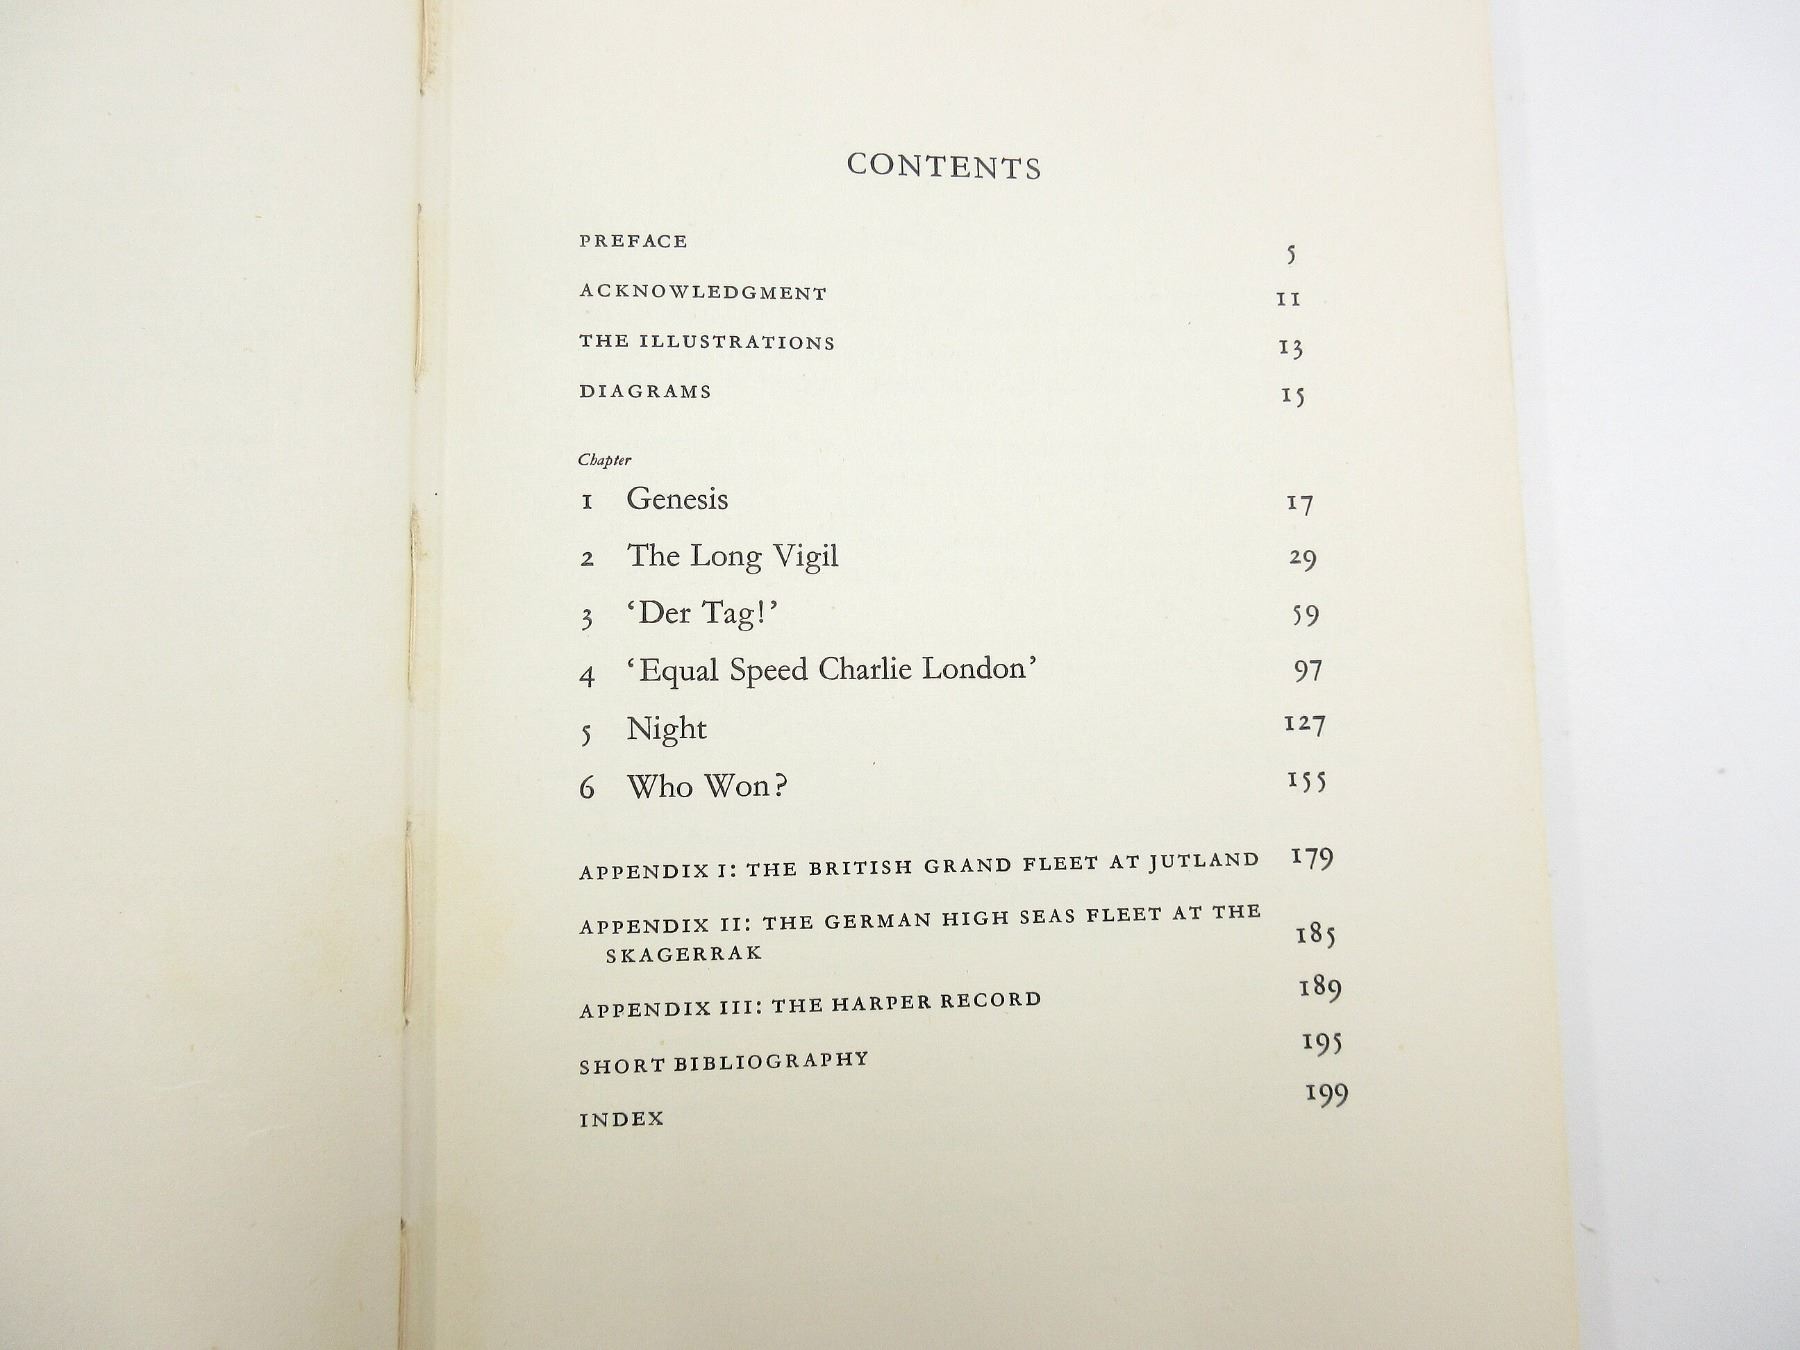 CONTENTS
PREFACE 5
ACKNOWLEDGMENT 11
THE ILLUSTRATIONS 13
DIAGRAMS 15
Chapter
1 Genesis 17
2 The Long Vigil 29
3 ‘Der Tag!’ 59
4 ‘Equal Speed Charlie London’ 97
5 Night 127
6 Who Won? 155
APPENDIX I: THE BRITISH GRAND FLEET AT JUTLAND 179
APPENDIX II: THE GERMAN HIGH SEAS FLEET AT THE
SKAGERRAK 185
APPENDIX III: THE HARPER RECORD 189
SHORT BIBLIOGRAPHY 195
INDEX 199